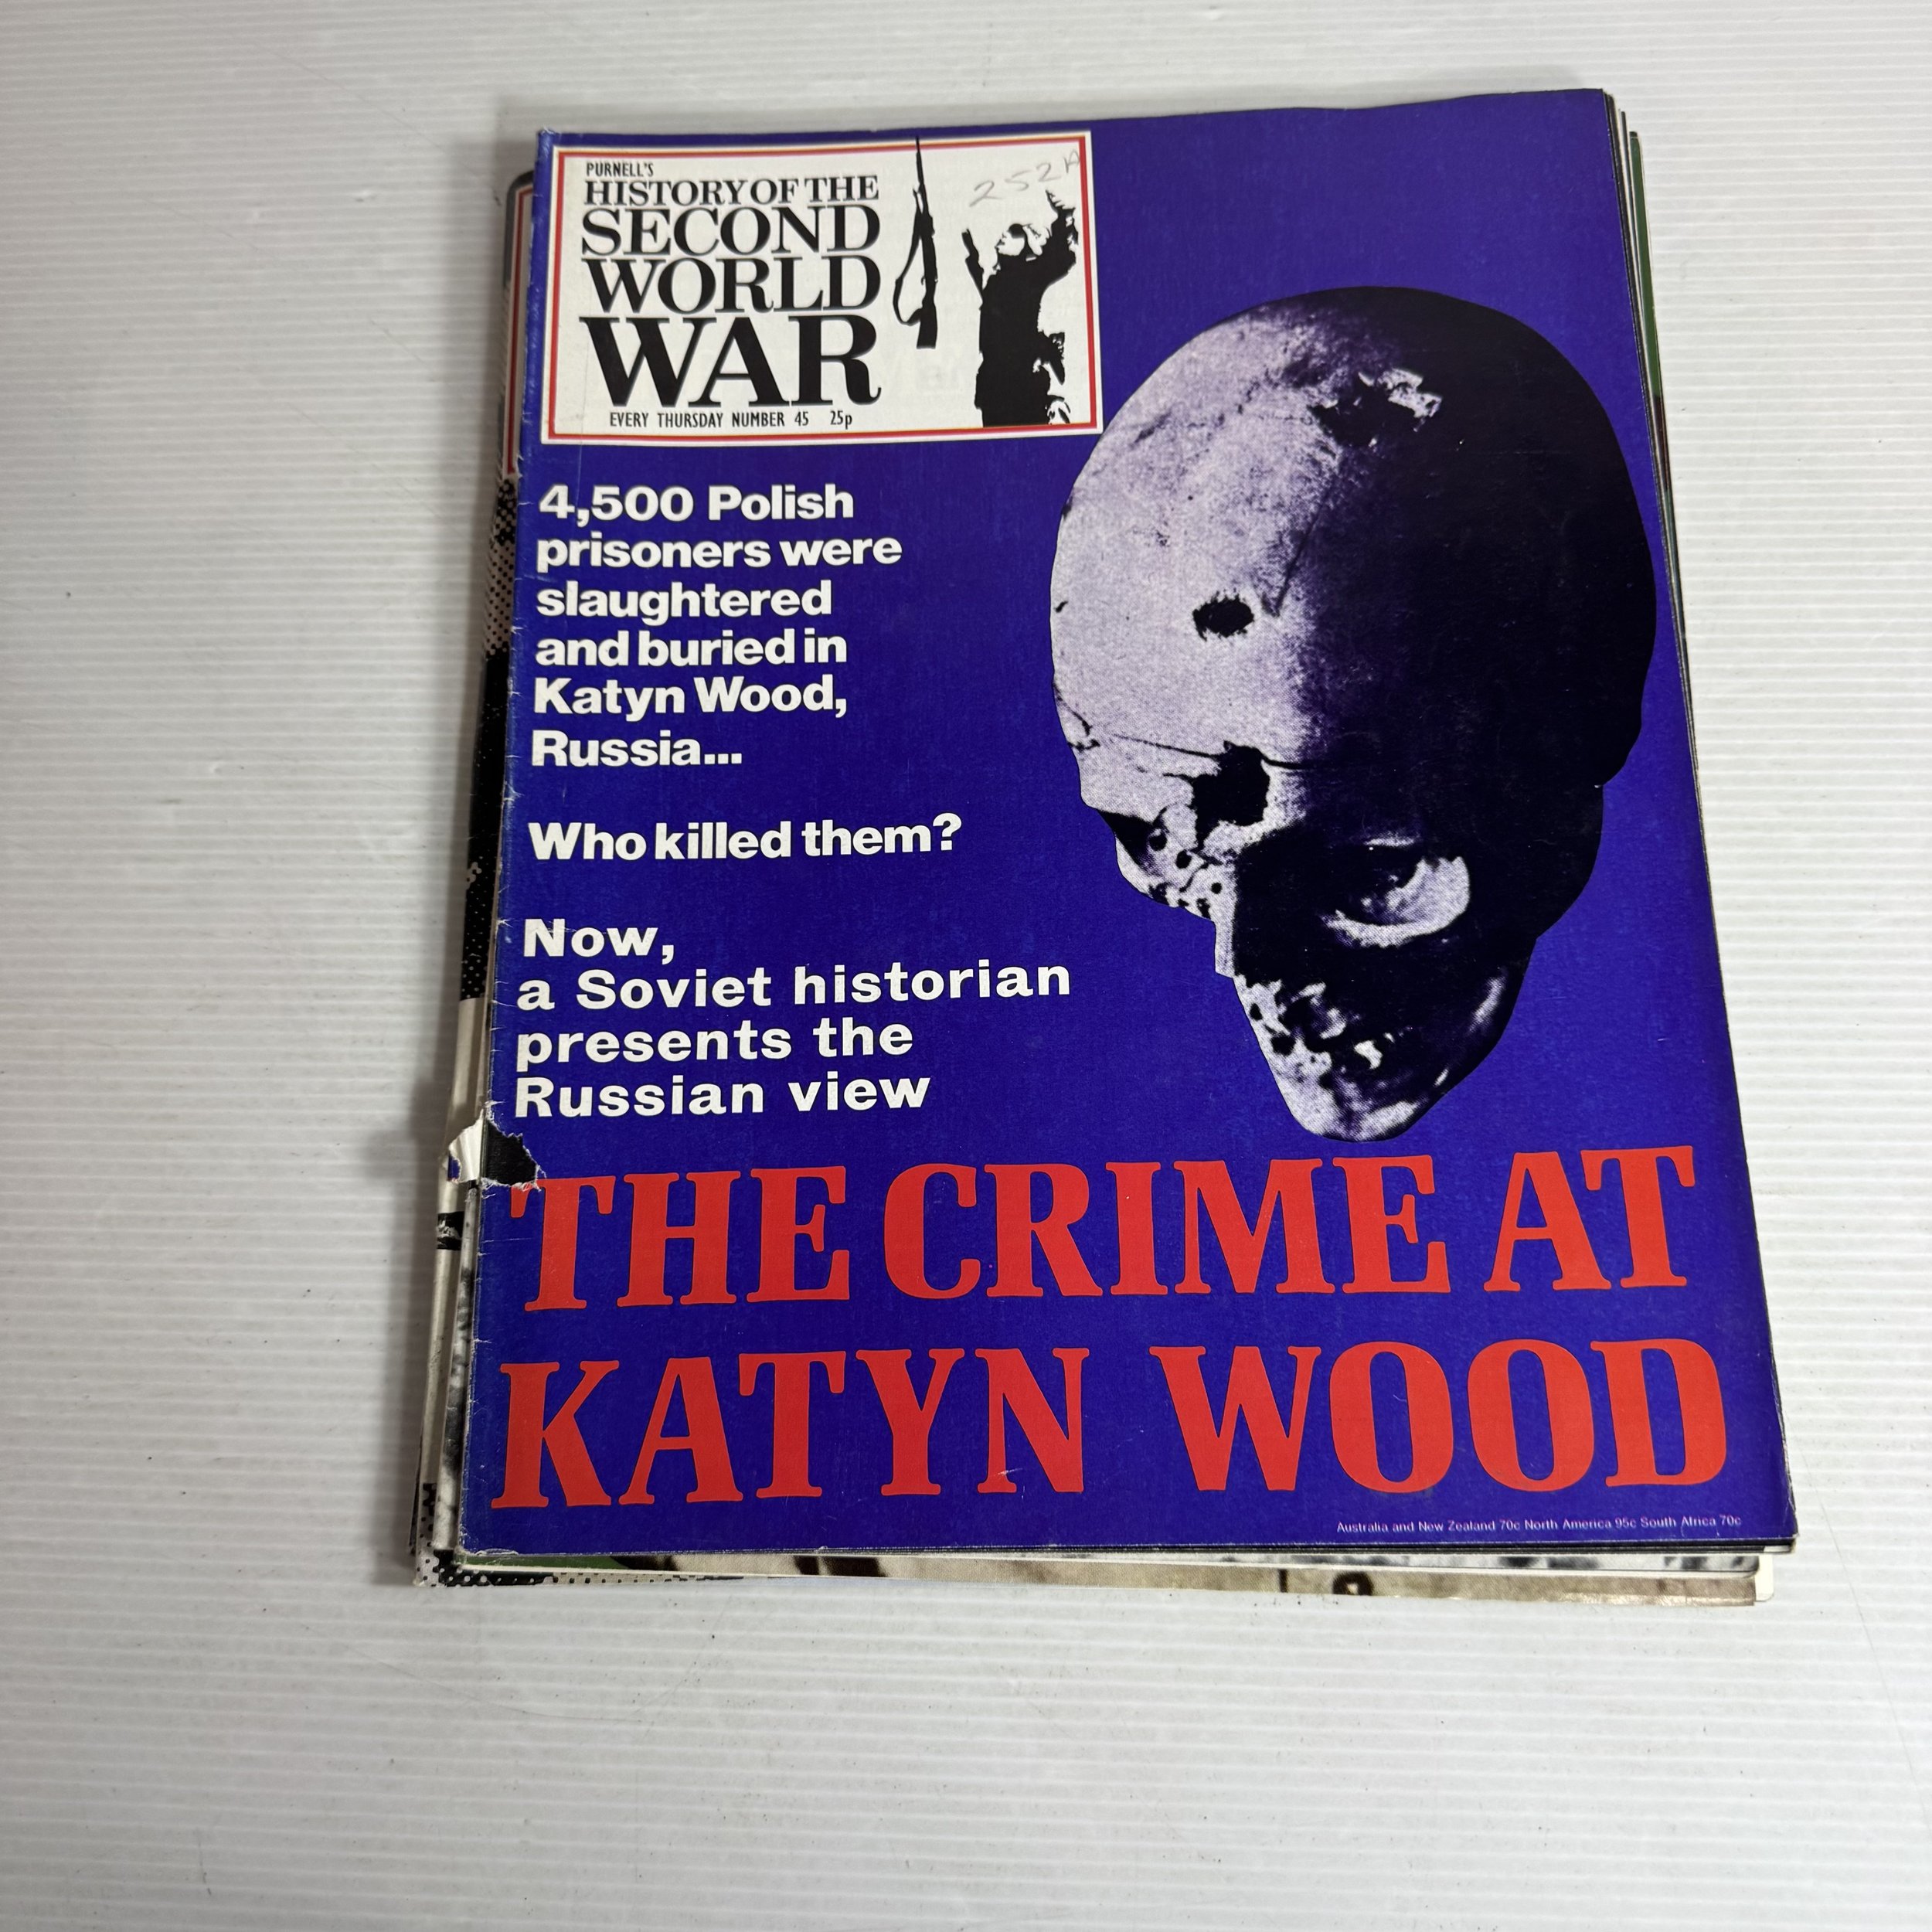 PURNELL'S
HISTORY OF THE
SECOND
WORLD
WAR
EVERY THURSDAY NUMBER 45 25p
252A
4,500 Polish
prisoners were
slaughtered
and buried in
Katyn Wood,
Russia...
Who killed them?
Now,
a Soviet historian
presents the
Russian view
THE CRIME AT
KATYN WOOD
Australia and New Zealand 70c North America 95c South Africa 70c